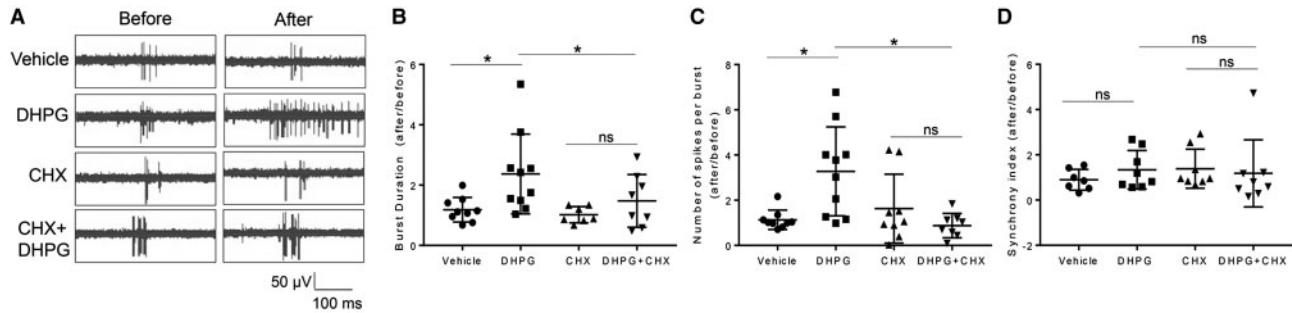 A
Before
After
Vehicle
DHPG
CHX
CHX+
DHPG
50 µV
100 ms
B
Burst Duration (after/before)
6
4
2
0
*
*
ns
Vehicle DHPG CHX DHPG+CHX
C
Number of spikes per burst
(after/before)
8
6
4
2
0
*
*
ns
Vehicle DHPG CHX DHPG+CHX
D
Synchrony index (after/before)
6
4
2
0
-2
ns
ns
ns
Vehicle DHPG CHX DHPG+CHX